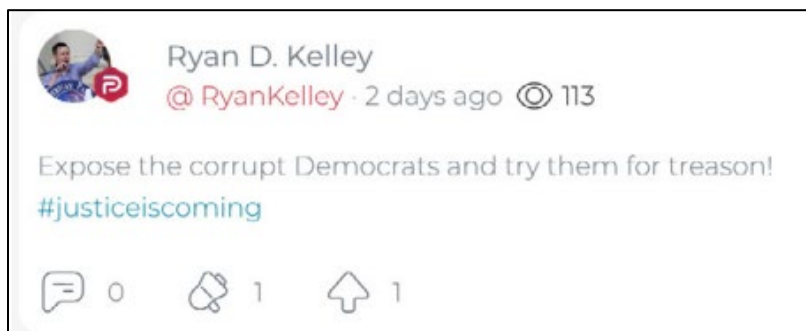 Ryan D. Kelley
@ RyanKelley · 2 days ago 113
Expose the corrupt Democrats and try them for treason!
#justiceiscoming
0 1 1